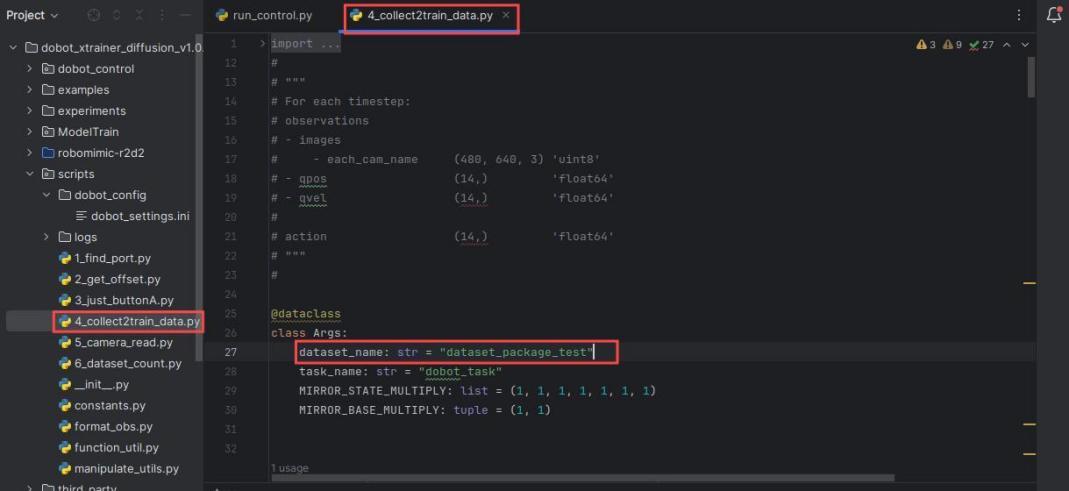 Project
run_control.py
4_collect2train_data.py
dobot_xtrainer_diffusion_v1.0.
dobot_control
examples
experiments
ModelTrain
robomimic-r2d2
scripts
dobot_config
dobot_settings.ini
logs
1_find_port.py
2_get_offset.py
3_just_buttonA.py
4_collect2train_data.py
5_camera_read.py
6_dataset_count.py
__init__.py
constants.py
format_obs.py
function_util.py
manipulate_utils.py
third_party
3 9 27
1 import ...
12 #
13 # """
14 # For each timestep:
15 # observations
16 # - images
17 #     - each_cam_name     (480, 640, 3) 'uint8'
18 # - qpos                  (14,)         'float64'
19 # - qvel                  (14,)         'float64'
20 #
21 # action                  (14,)         'float64'
22 # """
23 #
24
25 @dataclass
26 class Args:
27     dataset_name: str = "dataset_package_test"
28     task_name: str = "dobot_task"
29     MIRROR_STATE_MULTIPLY: list = (1, 1, 1, 1, 1, 1, 1)
30     MIRROR_BASE_MULTIPLY: tuple = (1, 1)
31
32
1 usage